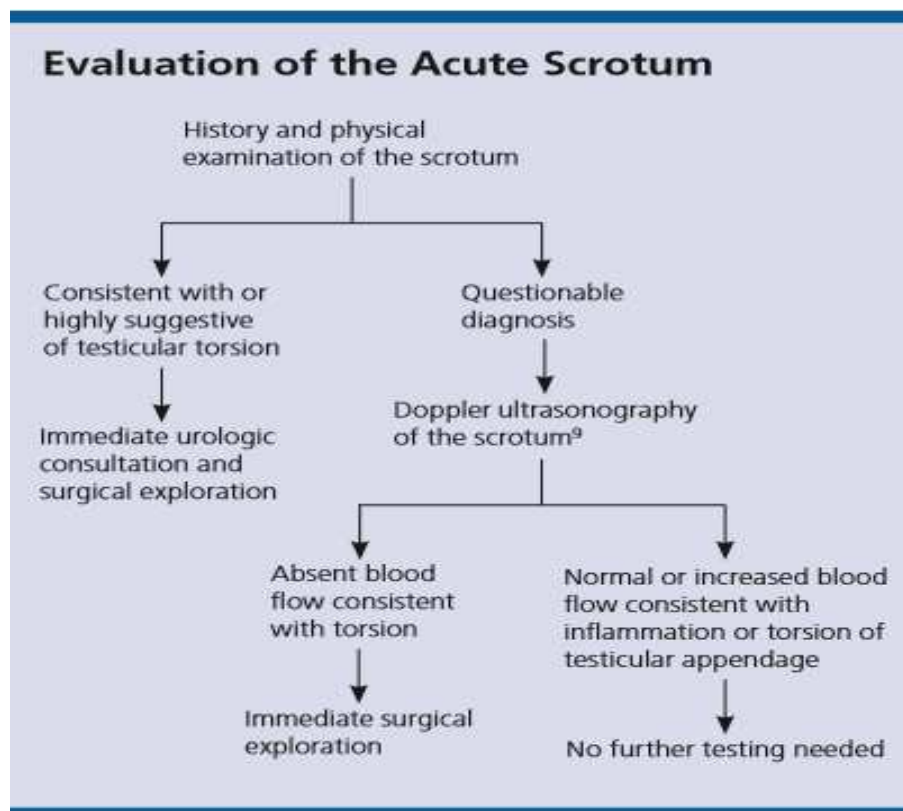 Evaluation of the Acute Scrotum
History and physical
examination of the scrotum
Consistent with or
highly suggestive
of testicular torsion
Questionable
diagnosis
Immediate urologic
consultation and
surgical exploration
Doppler ultrasonography
of the scrotum⁹
Absent blood
flow consistent
with torsion
Normal or increased blood
flow consistent with
inflammation or torsion of
testicular appendage
Immediate surgical
exploration
No further testing needed